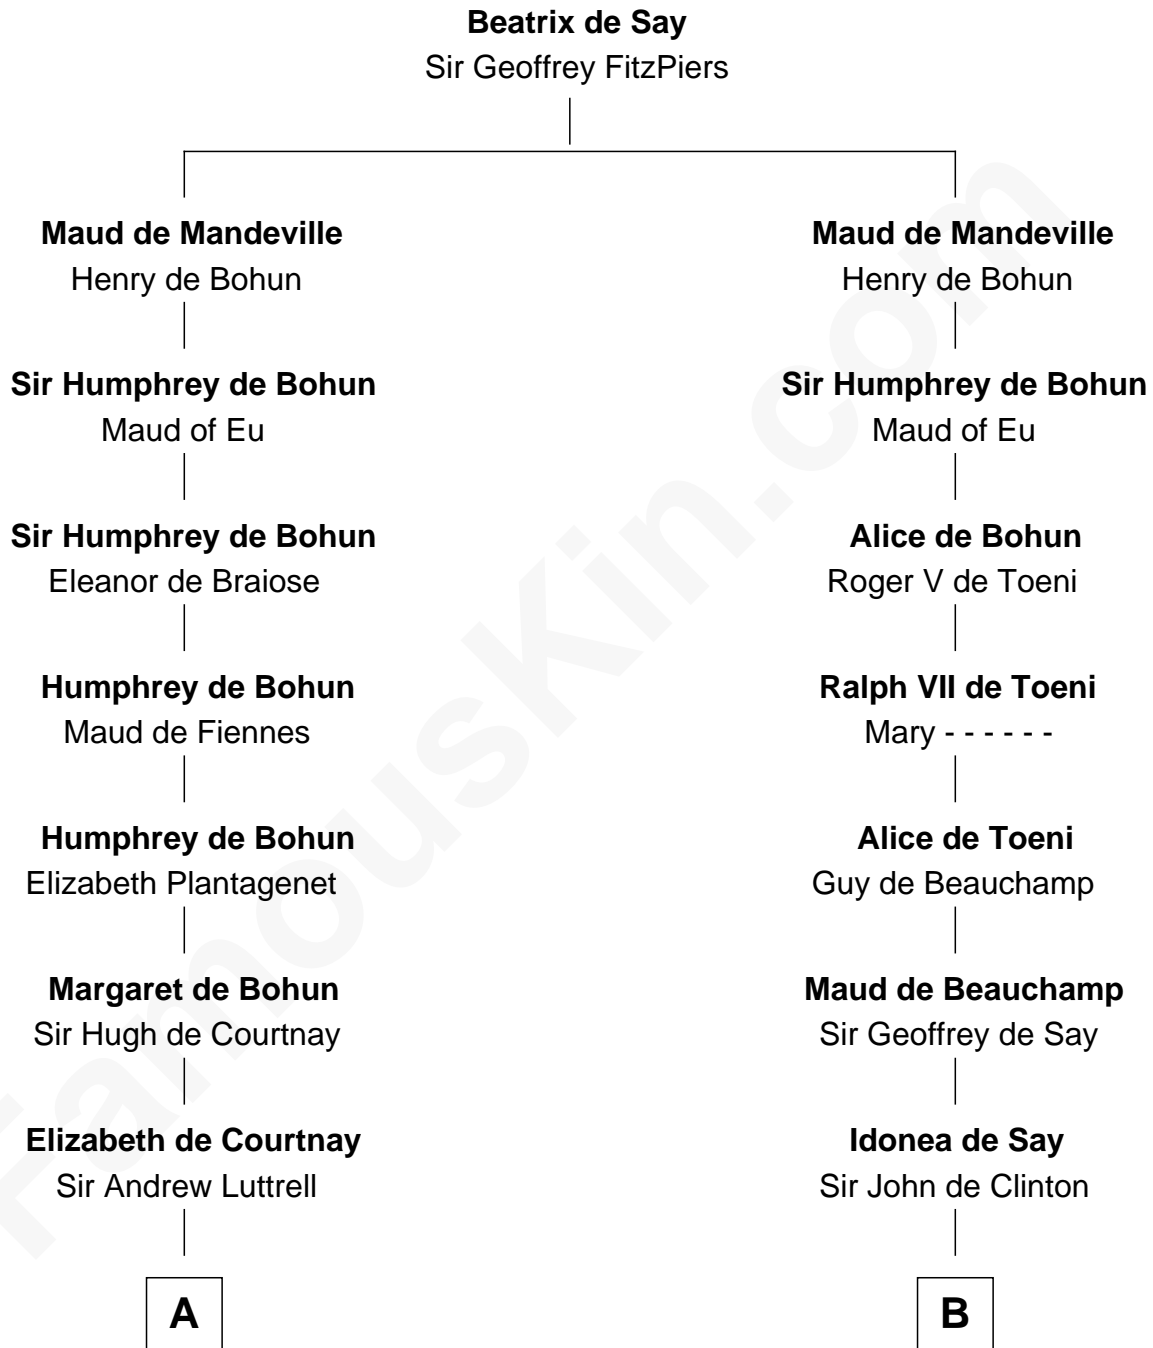 Beatrix de Say
Sir Geoffrey FitzPiers
Maud de Mandeville
Henry de Bohun
Sir Humphrey de Bohun
Maud of Eu
Sir Humphrey de Bohun
Eleanor de Braiose
Humphrey de Bohun
Maud de Fiennes
Humphrey de Bohun
Elizabeth Plantagenet
Margaret de Bohun
Sir Hugh de Courtnay
Elizabeth de Courtnay
Sir Andrew Luttrell
A
Maud de Mandeville
Henry de Bohun
Sir Humphrey de Bohun
Maud of Eu
Alice de Bohun
Roger V de Toeni
Ralph VII de Toeni
Mary - - - - - -
Alice de Toeni
Guy de Beauchamp
Maud de Beauchamp
Sir Geoffrey de Say
Idonea de Say
Sir John de Clinton
B
FamousKin.com